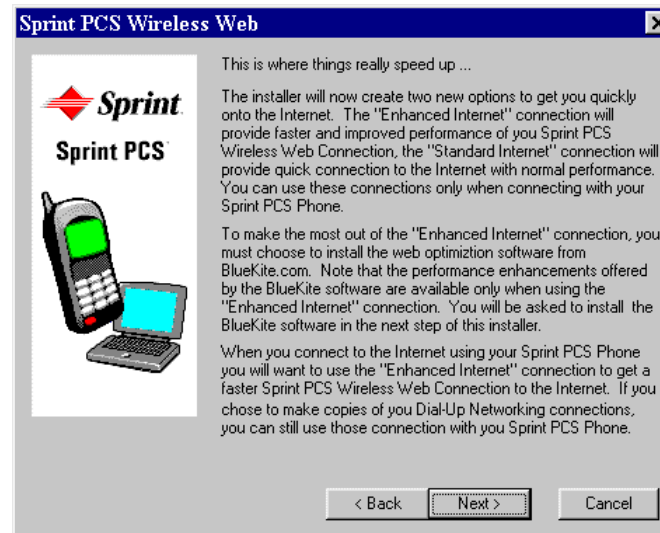 Sprint PCS Wireless Web
Sprint
Sprint PCS
This is where things really speed up ...
The installer will now create two new options to get you quickly
onto the Internet. The "Enhanced Internet" connection will
provide faster and improved performance of you Sprint PCS
Wireless Web Connection, the "Standard Internet" connection will
provide quick connection to the Internet with normal performance.
You can use these connections only when connecting with your
Sprint PCS Phone.
To make the most out of the "Enhanced Internet" connection, you
must choose to install the web optimiztion software from
BlueKite.com. Note that the performance enhancements offered
by the BlueKite software are available only when using the
"Enhanced Internet" connection. You will be asked to install the
BlueKite software in the next step of this installer.
When you connect to the Internet using your Sprint PCS Phone
you will want to use the "Enhanced Internet" connection to get a
faster Sprint PCS Wireless Web Connection to the Internet. If you
chose to make copies of you Dial-Up Networking connections,
you can still use those connection with you Sprint PCS Phone.
< Back
Next >
Cancel